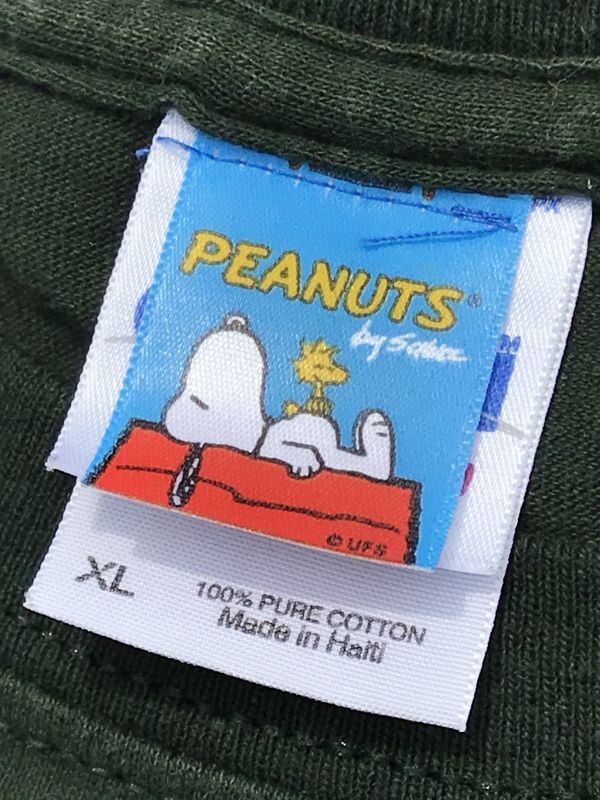 PEANUTS®
by Schulz
© UFS
XL
100% PURE COTTON
Made in Haiti